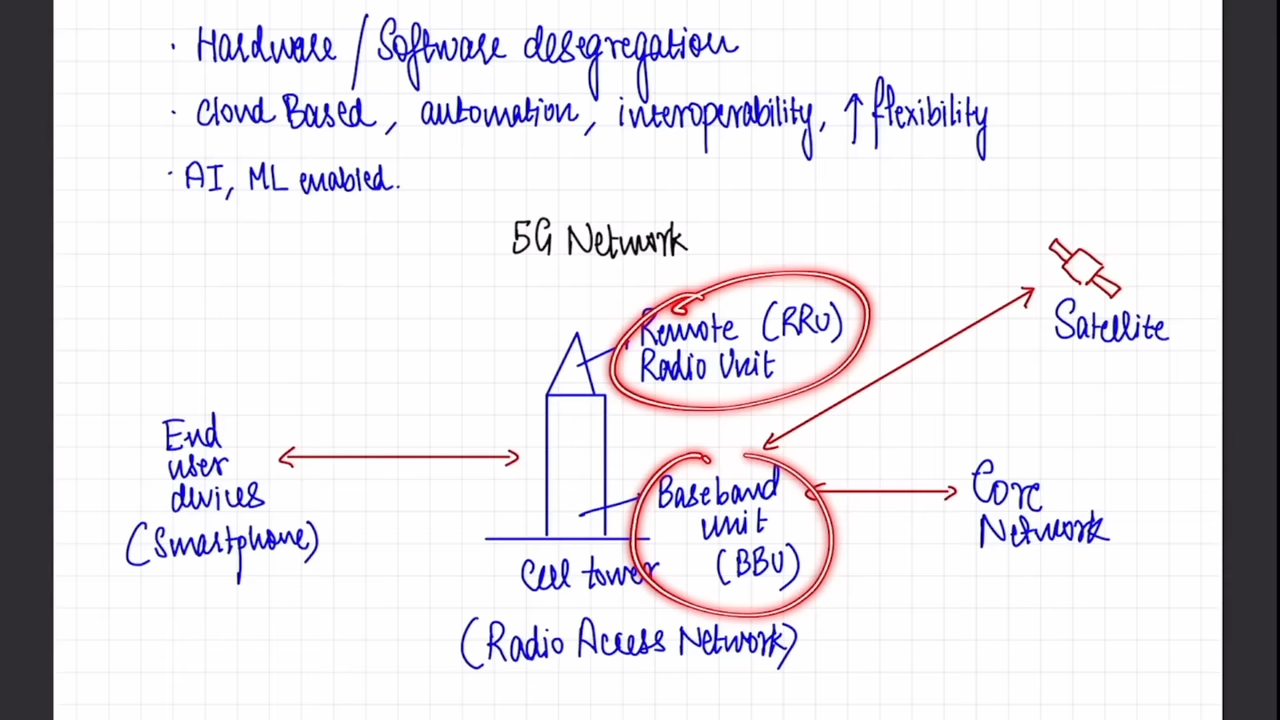 · Hardware / Software desegregation
· Cloud Based, automation, interoperability, ↑ flexibility
· AI, ML enabled.
5G Network
Remote (RRU)
Radio Unit
Satellite
End
user
devices
(Smartphone)
Baseband
unit
(BBU)
Core
Network
Cell tower
(Radio Access Network)